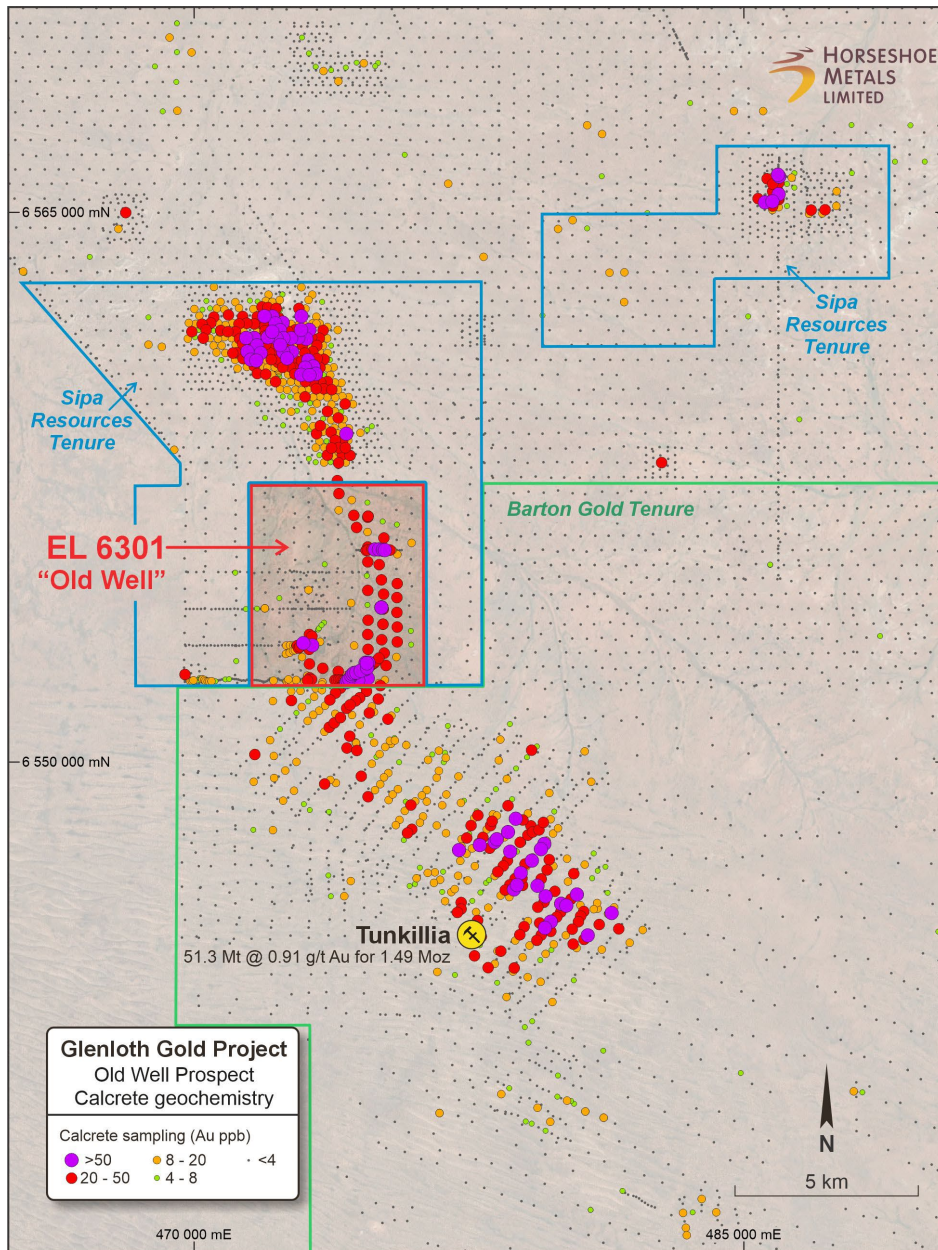 HORSESHOE
METALS
LIMITED
6 565 000 mN
Sipa
Resources
Tenure
Sipa
Resources
Tenure
Barton Gold Tenure
EL 6301
“Old Well”
6 550 000 mN
Tunkillia
51.3 Mt @ 0.91 g/t Au for 1.49 Moz
Glenloth Gold Project
Old Well Prospect
Calcrete geochemistry
Calcrete sampling (Au ppb)
>50 8 - 20 <4
20 - 50 4 - 8
N
5 km
470 000 mE 485 000 mE